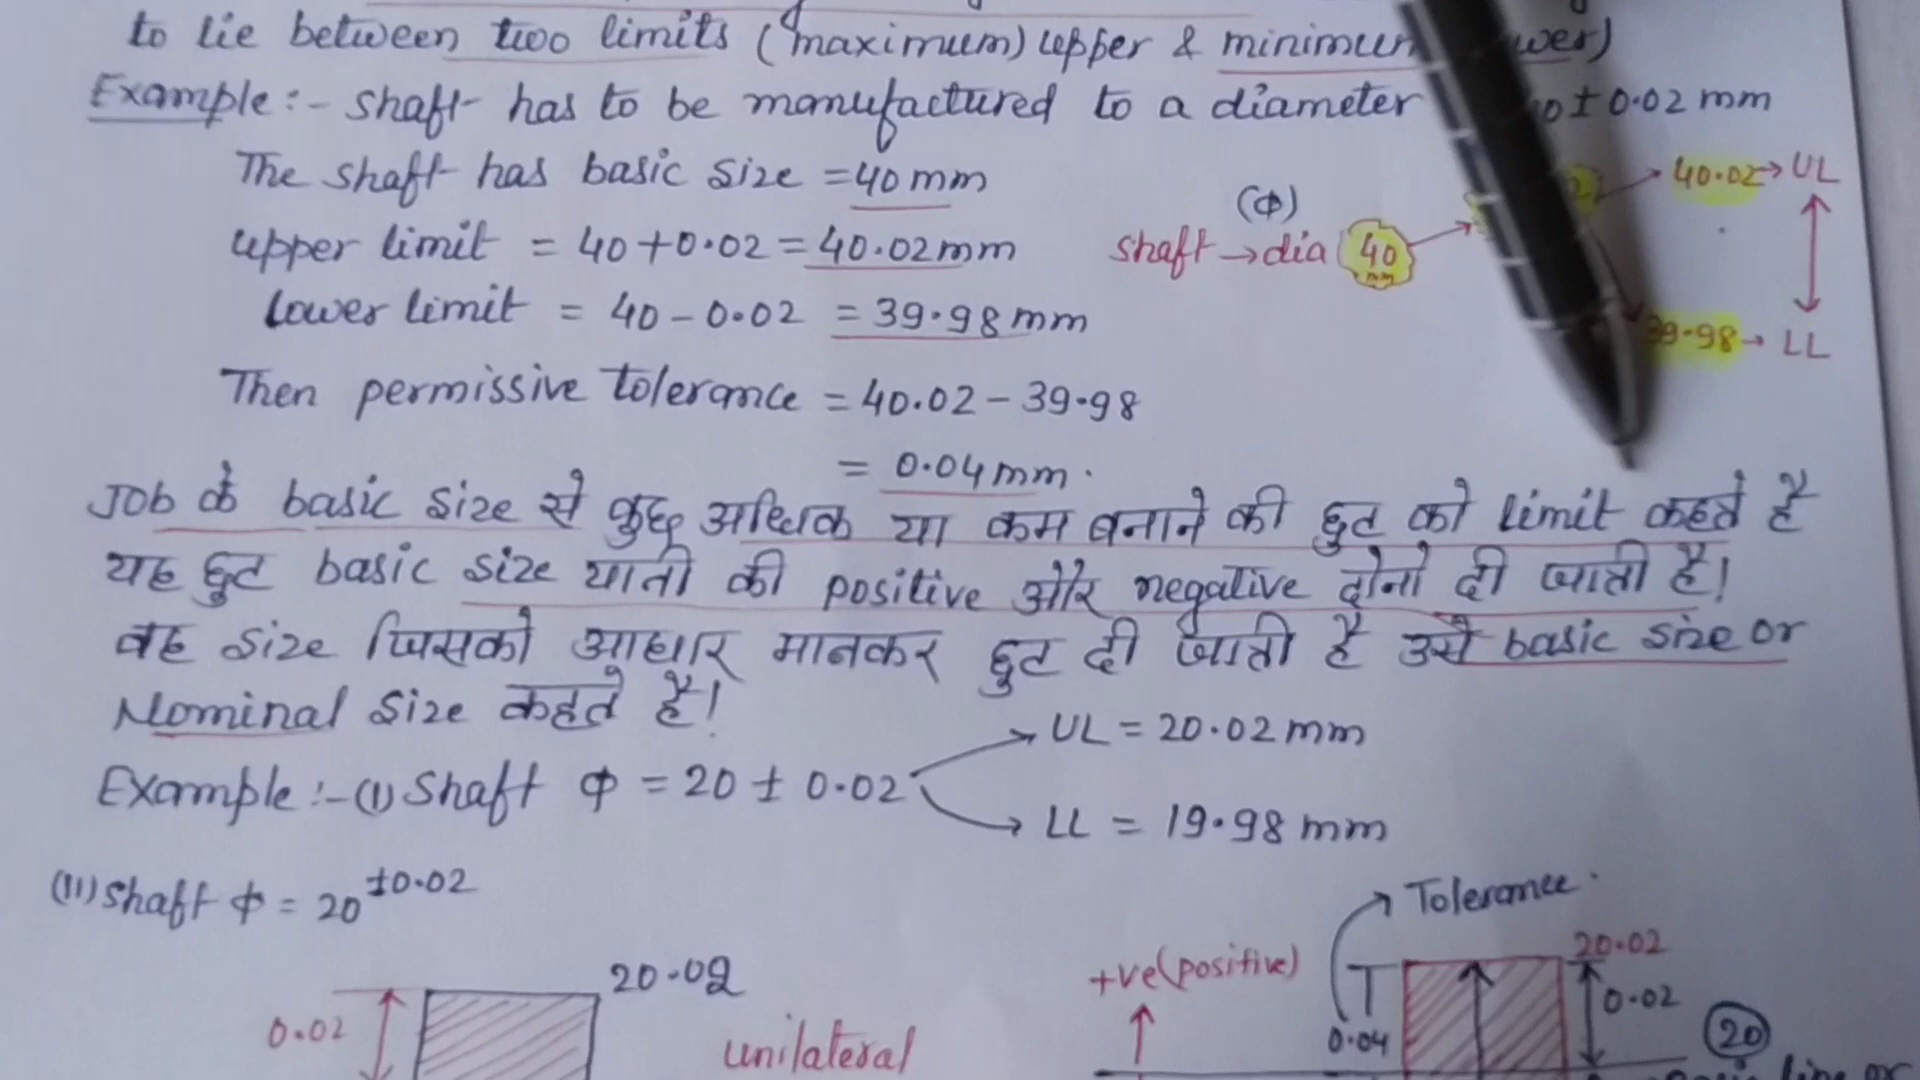 to lie between two limits (maximum) upper & minimum
Example:- shaft has to be manufactured to a diameter ± 0.02 mm
The shaft has basic size = 40 mm
upper limit = 40 + 0.02 = 40.02 mm
lower limit = 40 - 0.02 = 39.98 mm
(Φ)
shaft → dia 40 mm
40.02 → UL
39.98 → LL
Then permissive tolerance = 40.02 - 39.98
= 0.04 mm.
Job के basic size से कुछ अधिक या कम बनाने की छुट को limit कहते हैं
यह छुट basic size यानी की positive और negative दोनो दी जाती है।
वह size जिसको आधार मानकर छुट दी जाती है उसे basic size or
Nominal size कहते हैं!
Example:- (I) Shaft Φ = 20 ± 0.02
UL = 20.02 mm
LL = 19.98 mm
(II) shaft Φ = 20 ±0.02
Tolerance.
20.02
0.02
unilateral
+ve (positive)
T
0.04
20.02
0.02
20